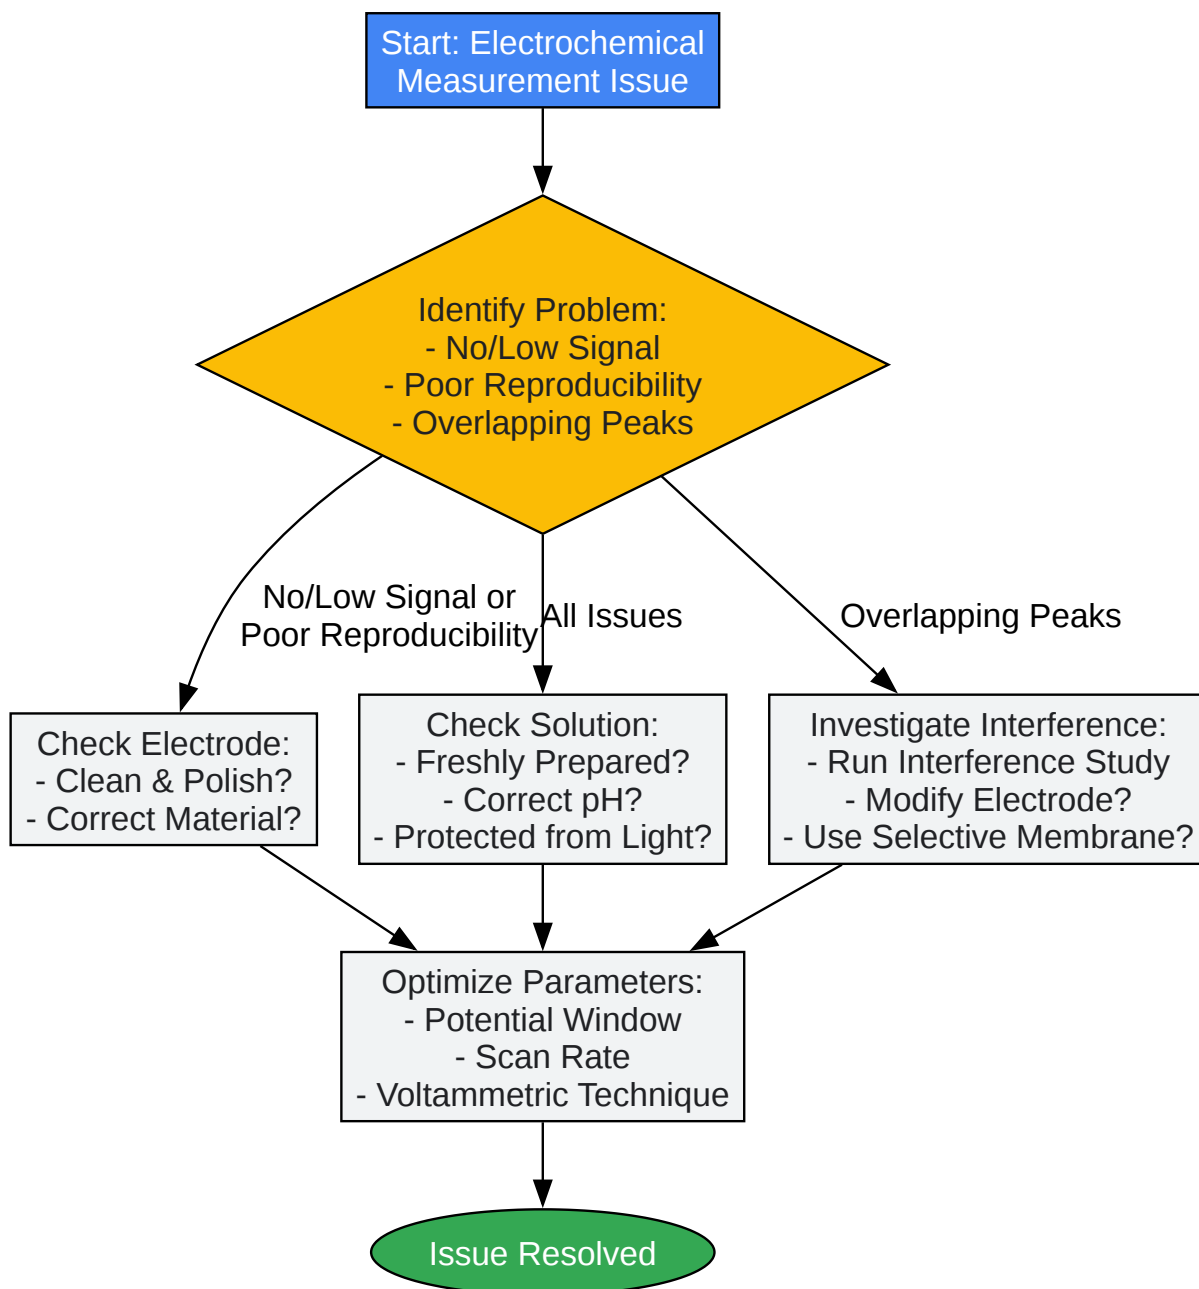 Start: Electrochemical
Measurement Issue
Identify Problem:
- No/Low Signal
- Poor Reproducibility
- Overlapping Peaks
No/Low Signal or
Poor Reproducibility
All Issues
Overlapping Peaks
Check Electrode:
- Clean & Polish?
- Correct Material?
Check Solution:
- Freshly Prepared?
- Correct pH?
- Protected from Light?
Investigate Interference:
- Run Interference Study
- Modify Electrode?
- Use Selective Membrane?
Optimize Parameters:
- Potential Window
- Scan Rate
- Voltammetric Technique
Issue Resolved